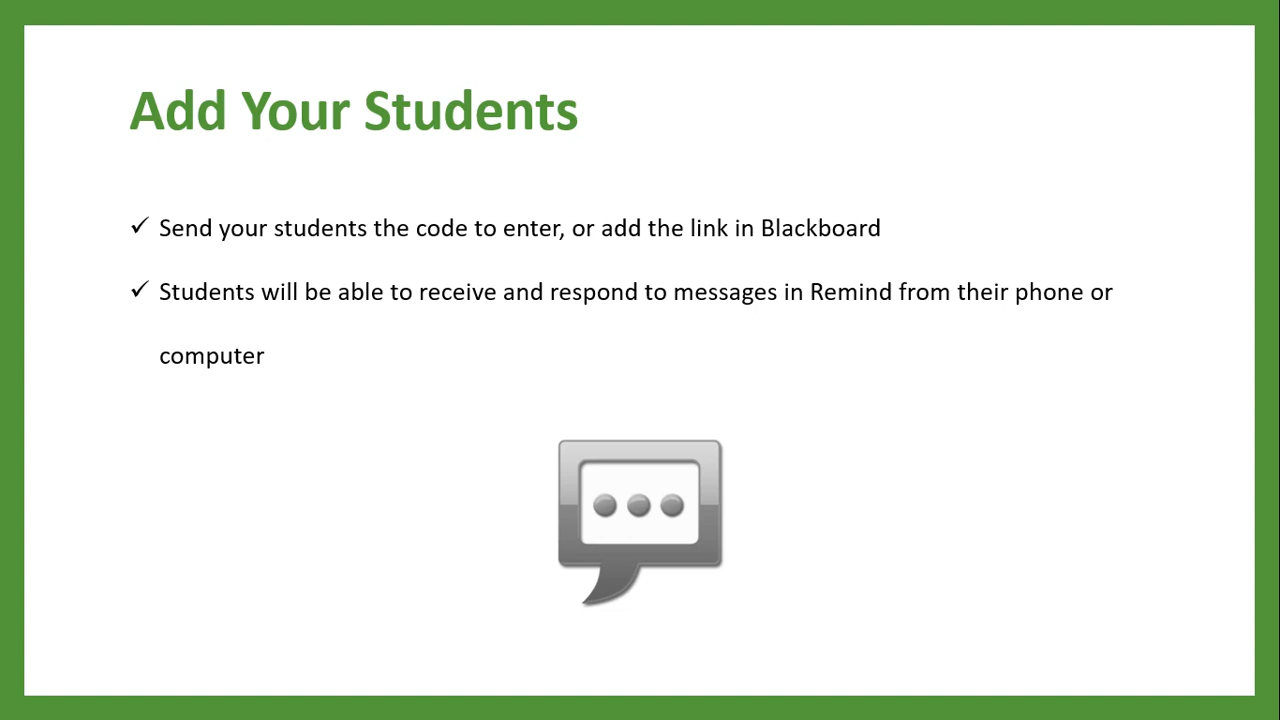 Add Your Students
✓ Send your students the code to enter, or add the link in Blackboard
✓ Students will be able to receive and respond to messages in Remind from their phone or
computer